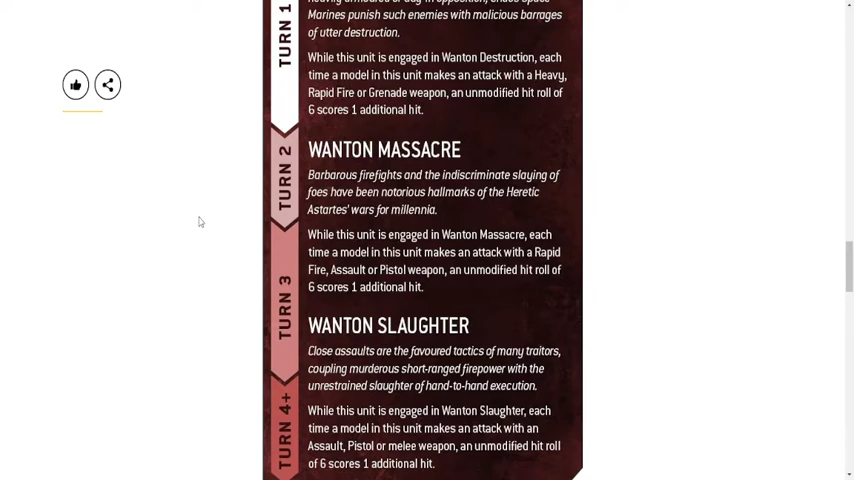 Marines punish such enemies with malicious barrages
of utter destruction.
TURN 1
While this unit is engaged in Wanton Destruction, each
time a model in this unit makes an attack with a Heavy,
Rapid Fire or Grenade weapon, an unmodified hit roll of
6 scores 1 additional hit.
TURN 2
WANTON MASSACRE
Barbarous firefights and the indiscriminate slaying of
foes have been notorious hallmarks of the Heretic
Astartes' wars for millennia.
While this unit is engaged in Wanton Massacre, each
time a model in this unit makes an attack with a Rapid
Fire, Assault or Pistol weapon, an unmodified hit roll of
6 scores 1 additional hit.
TURN 3
WANTON SLAUGHTER
Close assaults are the favoured tactics of many traitors,
coupling murderous short-ranged firepower with the
unrestrained slaughter of hand-to-hand execution.
TURN 4+
While this unit is engaged in Wanton Slaughter, each
time a model in this unit makes an attack with an
Assault, Pistol or melee weapon, an unmodified hit roll
of 6 scores 1 additional hit.